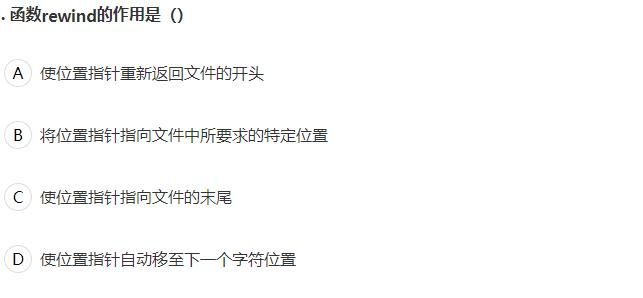 . 函数rewind的作用是（）
A 使位置指针重新返回文件的开头
B 将位置指针指向文件中所要求的特定位置
C 使位置指针指向文件的末尾
D 使位置指针自动移至下一个字符位置